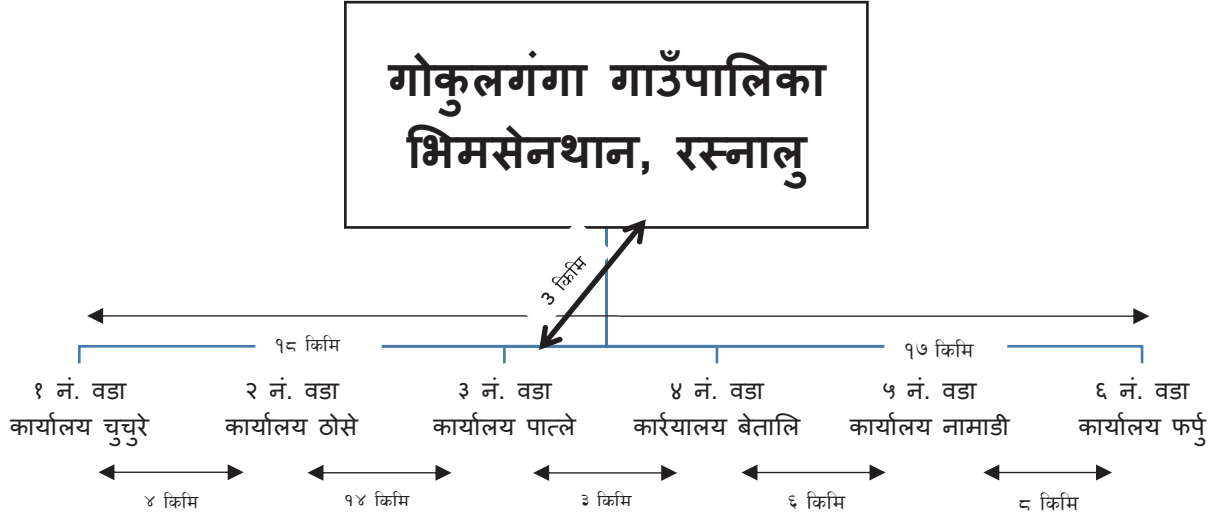 गोकुलगंगा गाउँपालिका
भिमसेनथान, रस्नालु
३ किमि
१८ किमि
१७ किमि
१ नं. वडा
कार्यालय चुचुरे
२ नं. वडा
कार्यालय ठोसे
३ नं. वडा
कार्यालय पात्ले
४ नं. वडा
कार्रयालय बेतालि
५ नं. वडा
कार्यालय नामाडी
६ नं. वडा
कार्यालय फर्पु
४ किमि
१४ किमि
३ किमि
६ किमि
८ किमि